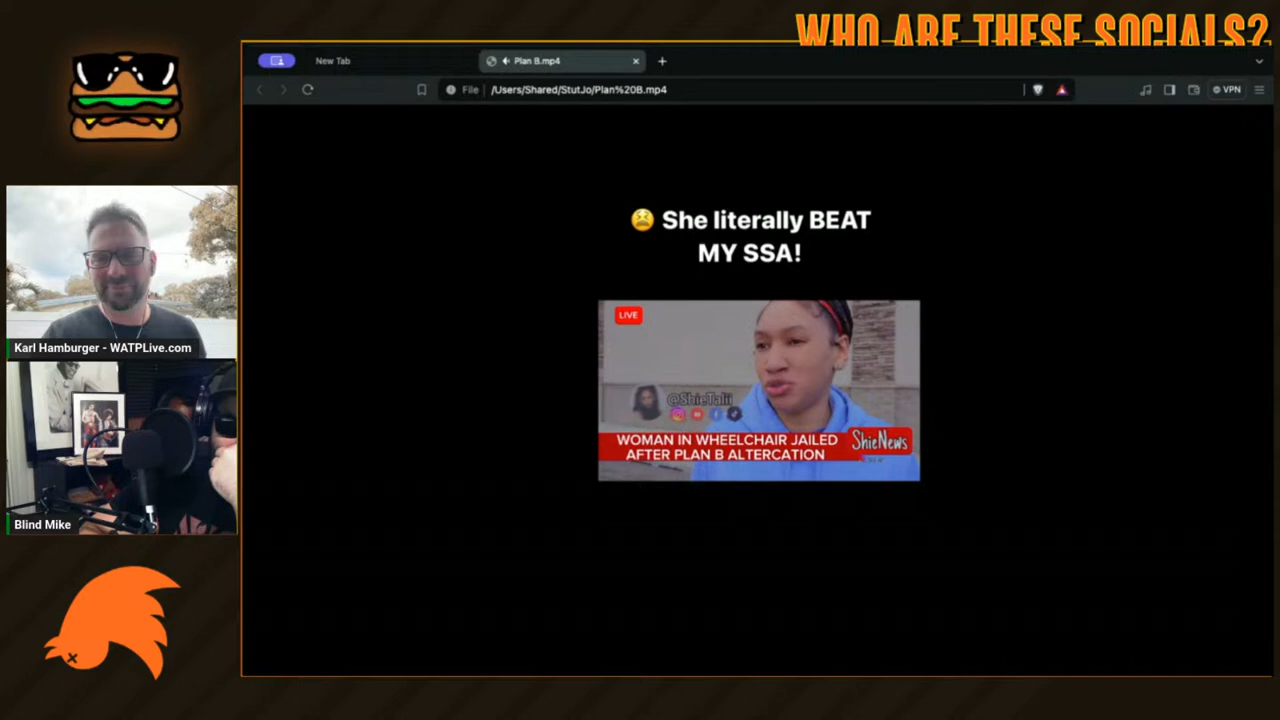 WHO ARE THESE SOCIALS?
New Tab
Plan B.mp4
File
/Users/Shared/StutJo/Plan%20B.mp4
VPN
😫 She literally BEAT
MY SSA!
LIVE
@ShieTalii
WOMAN IN WHEELCHAIR JAILED
AFTER PLAN B ALTERCATION
ShieNews
Karl Hamburger - WATPLive.com
Blind Mike